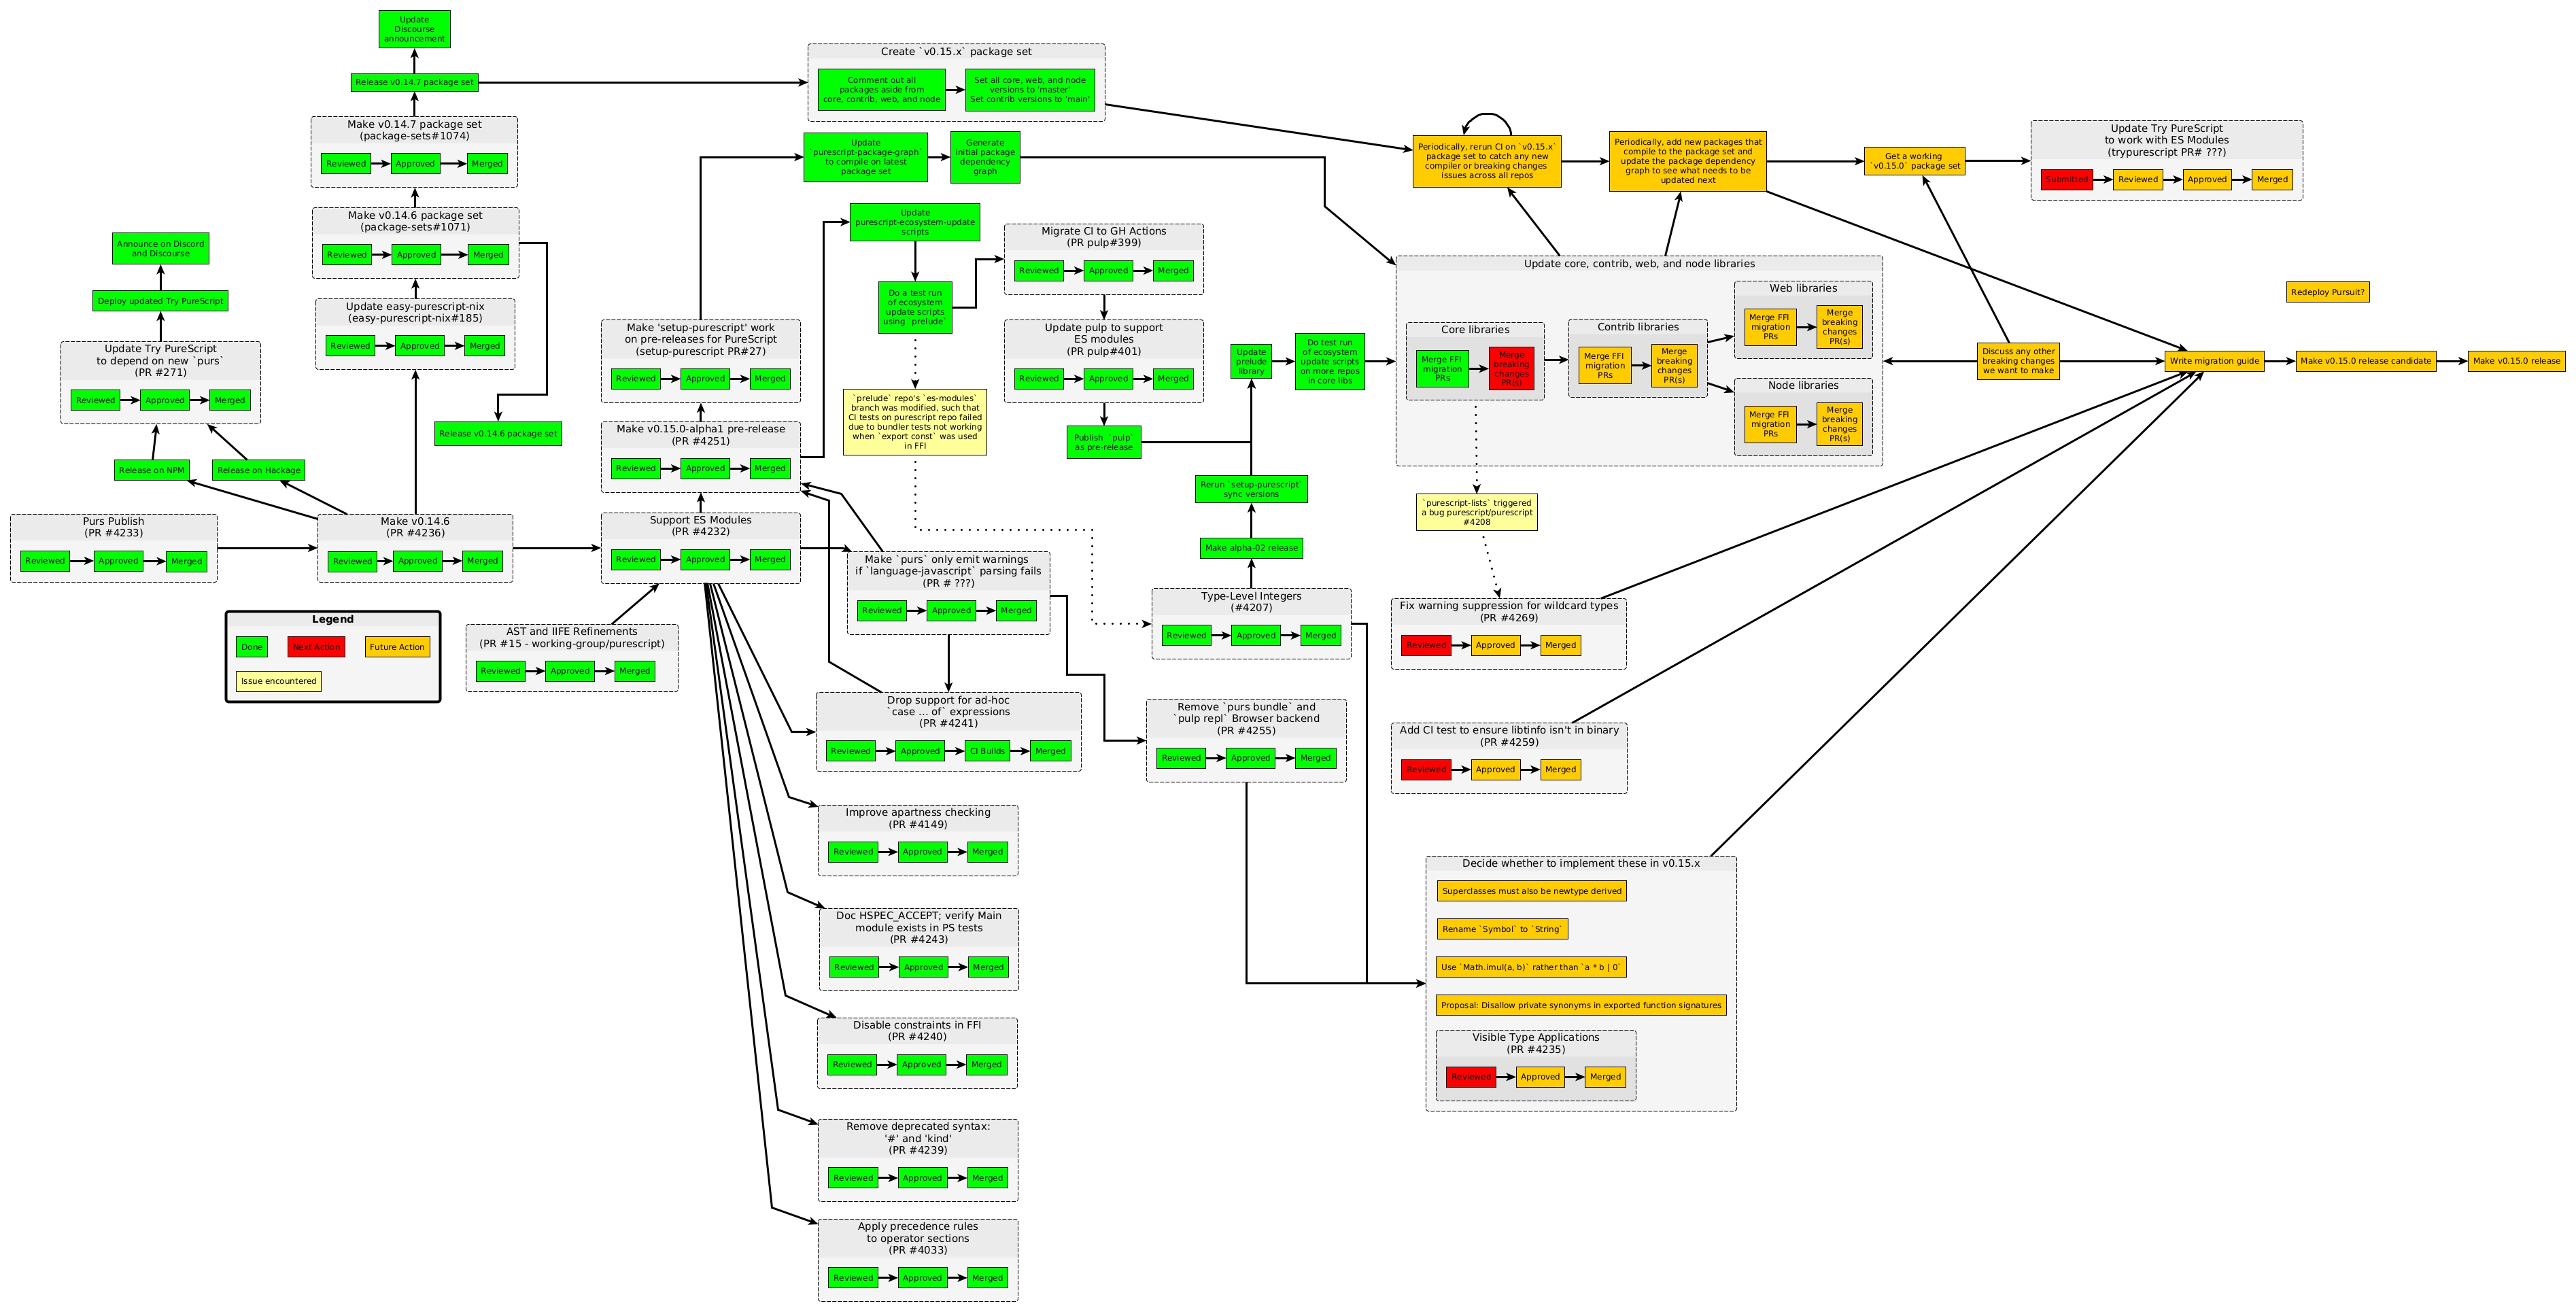 Update
Discourse
announcement
Release v0.14.7 package set
Make v0.14.7 package set
(package-sets#1074)
Reviewed
Approved
Merged
Make v0.14.6 package set
(package-sets#1071)
Reviewed
Approved
Merged
Announce on Discord
and Discourse
Deploy updated Try PureScript
Update easy-purescript-nix
(easy-purescript-nix#185)
Reviewed
Approved
Merged
Update Try PureScript
to depend on new `purs`
(PR #271)
Reviewed
Approved
Merged
Release v0.14.6 package set
Release on NPM
Release on Hackage
Purs Publish
(PR #4233)
Reviewed
Approved
Merged
Make v0.14.6
(PR #4236)
Reviewed
Approved
Merged
Legend
Done
Next Action
Future Action
Issue encountered
AST and IIFE Refinements
(PR #15 - working-group/purescript)
Reviewed
Approved
Merged
Support ES Modules
(PR #4232)
Reviewed
Approved
Merged
Make v0.15.0-alpha1 pre-release
(PR #4251)
Reviewed
Approved
Merged
Make 'setup-purescript' work
on pre-releases for PureScript
(setup-purescript PR#27)
Reviewed
Approved
Merged
Create `v0.15.x` package set
Comment out all
packages aside from
core, contrib, web, and node
Set all core, web, and node
versions to 'master'
Set contrib versions to 'main'
Update
`purescript-package-graph`
to compile on latest
package set
Generate
initial package
dependency
graph
Update
purescript-ecosystem-update
scripts
Do a test run
of ecosystem
update scripts
using `prelude`
`prelude` repo's `es-modules`
branch was modified, such that
CI tests on purescript repo failed
due to bundler tests not working
when `export const` was used
in FFI
Migrate CI to GH Actions
(PR pulp#399)
Reviewed
Approved
Merged
Update pulp to support
ES modules
(PR pulp#401)
Reviewed
Approved
Merged
Publish `pulp`
as pre-release
Make `purs` only emit warnings
if `language-javascript` parsing fails
(PR # ???)
Reviewed
Approved
Merged
Drop support for ad-hoc
`case ... of` expressions
(PR #4241)
Reviewed
Approved
CI Builds
Merged
Improve apartness checking
(PR #4149)
Reviewed
Approved
Merged
Doc HSPEC_ACCEPT; verify Main
module exists in PS tests
(PR #4243)
Reviewed
Approved
Merged
Disable constraints in FFI
(PR #4240)
Reviewed
Approved
Merged
Remove deprecated syntax:
'#' and 'kind'
(PR #4239)
Reviewed
Approved
Merged
Apply precedence rules
to operator sections
(PR #4033)
Reviewed
Approved
Merged
Update
prelude
library
Do test run
of ecosystem
update scripts
on more repos
in core libs
Rerun `setup-purescript`
sync versions
Make alpha-02 release
Type-Level Integers
(#4207)
Reviewed
Approved
Merged
Remove `purs bundle` and
`pulp repl` Browser backend
(PR #4255)
Reviewed
Approved
Merged
Periodically, rerun CI on `v0.15.x`
package set to catch any new
compiler or breaking changes
issues across all repos
Periodically, add new packages that
compile to the package set and
update the package dependency
graph to see what needs to be
updated next
Get a working
`v0.15.0` package set
Update Try PureScript
to work with ES Modules
(trypurescript PR# ???)
Submitted
Reviewed
Approved
Merged
Update core, contrib, web, and node libraries
Core libraries
Merge FFI
migration
PRs
Merge
breaking
changes
PR(s)
Contrib libraries
Merge FFI
migration
PRs
Merge
breaking
changes
PR(s)
Web libraries
Merge FFI
migration
PRs
Merge
breaking
changes
PR(s)
Node libraries
Merge FFI
migration
PRs
Merge
breaking
changes
PR(s)
Redeploy Pursuit?
Discuss any other
breaking changes
we want to make
Write migration guide
Make v0.15.0 release candidate
Make v0.15.0 release
`purescript-lists` triggered
a bug purescript/purescript
#4208
Fix warning suppression for wildcard types
(PR #4269)
Reviewed
Approved
Merged
Add CI test to ensure libtinfo isn't in binary
(PR #4259)
Reviewed
Approved
Merged
Decide whether to implement these in v0.15.x
Superclasses must also be newtype derived
Rename `Symbol` to `String`
Use `Math.imul(a, b)` rather than `a * b | 0`
Proposal: Disallow private synonyms in exported function signatures
Visible Type Applications
(PR #4235)
Reviewed
Approved
Merged